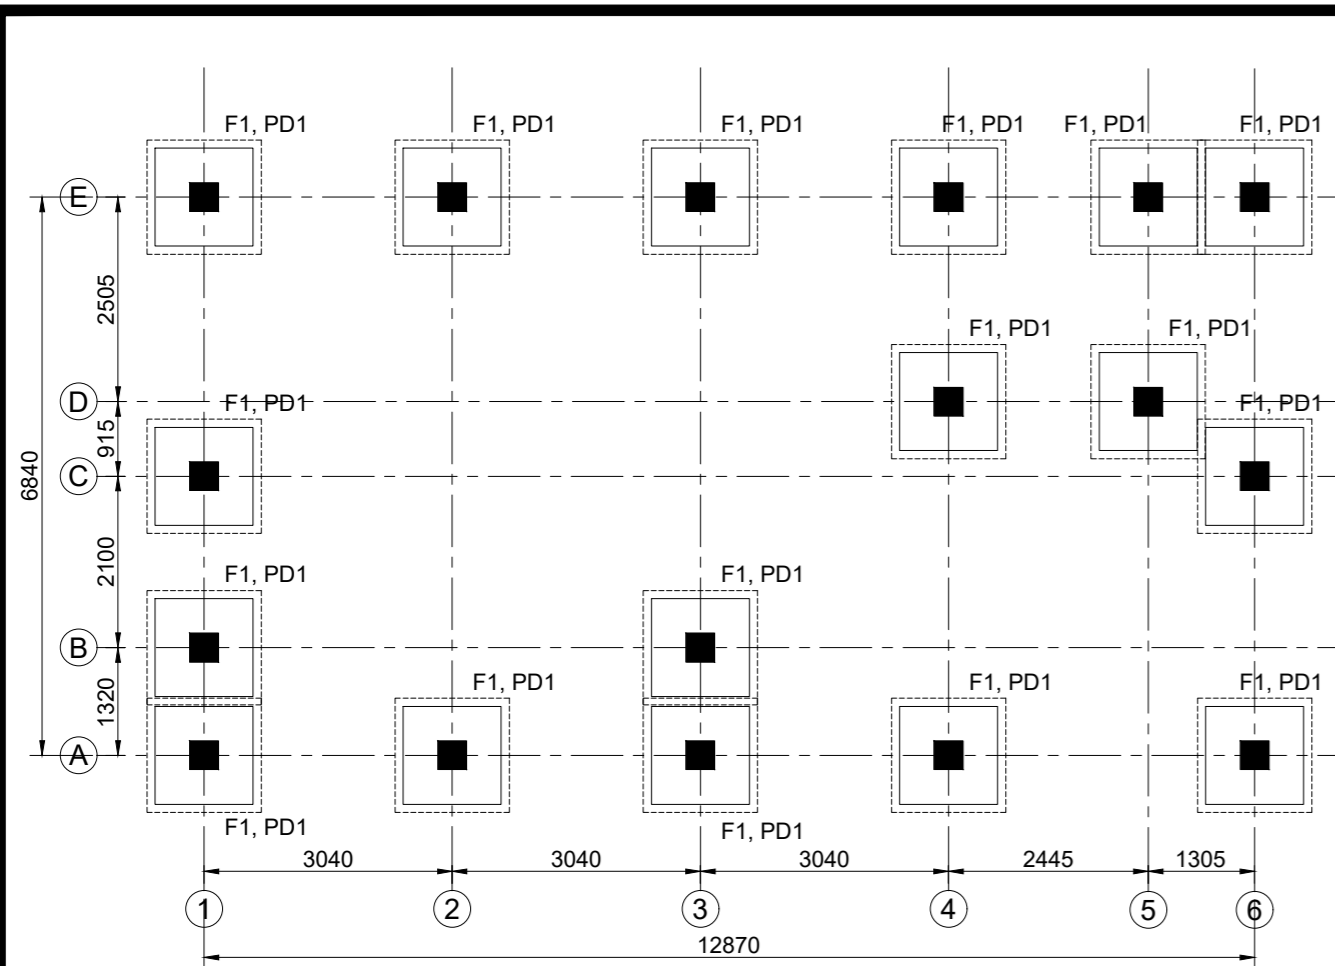 F1, PD1 F1, PD1 F1, PD1 F1, PD1 F1, PD1 F1, PD1
E
2505
F1, PD1 F1, PD1
D
F1, PD1 F1, PD1
915
6840
C
2100
F1, PD1 F1, PD1
B
F1, PD1 F1, PD1 F1, PD1
1320
A
F1, PD1 F1, PD1
3040 3040 3040 2445 1305
1 2 3 4 5 6
12870